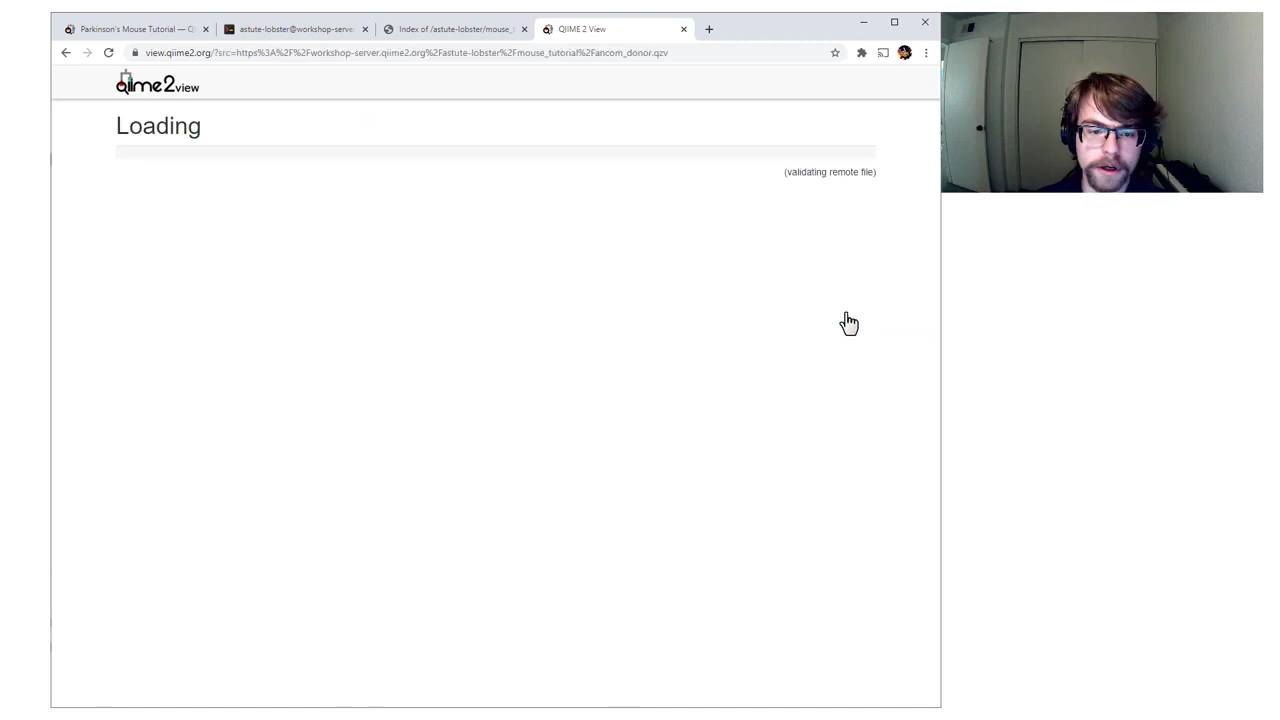 Parkinson's Mouse Tutorial — Q
astute-lobster@workshop-server
Index of /astute-lobster/mouse_
QIIME 2 View
view.qiime2.org/?src=https%3A%2F%2Fworkshop-server.qiime2.org%2Fastute-lobster%2Fmouse_tutorial%2Fancom_donor.qzv
qiime2view
Loading
(validating remote file)